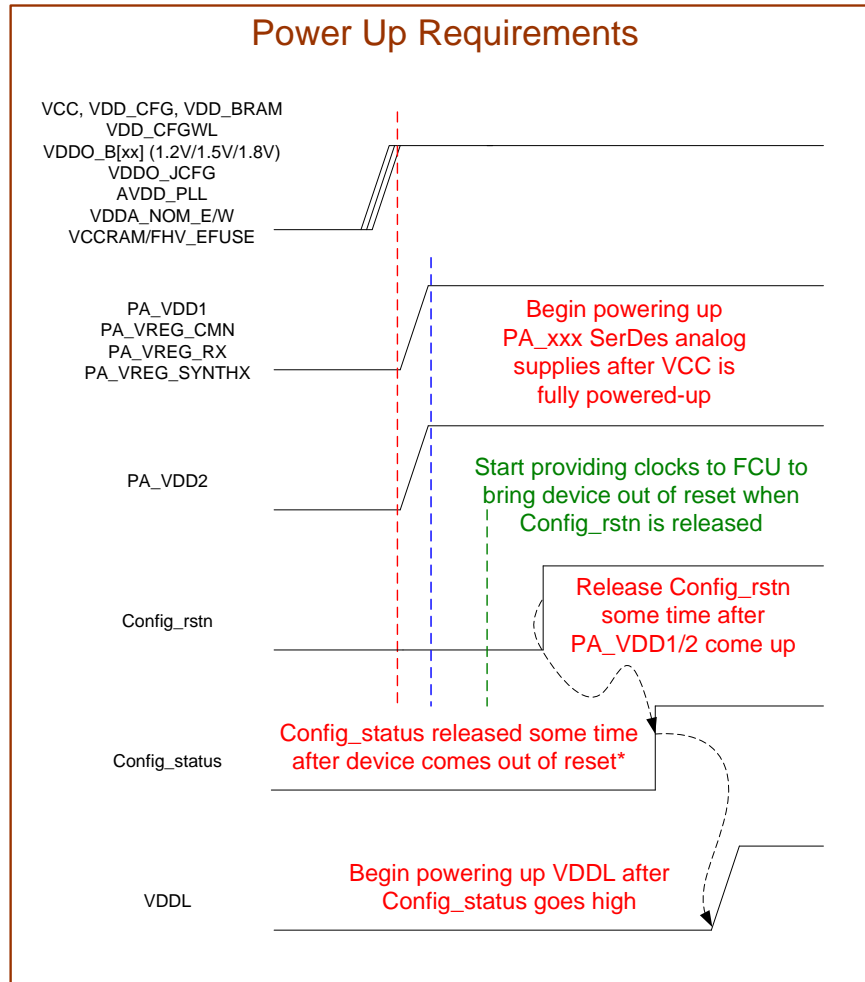 Power Up Requirements
VCC, VDD_CFG, VDD_BRAM
VDD_CFGWL
VDDO_B[xx] (1.2V/1.5V/1.8V)
VDDO_JCFG
AVDD_PLL
VDDA_NOM_E/W
VCCRAM/FHV_EFUSE
PA_VDD1
PA_VREG_CMN
PA_VREG_RX
PA_VREG_SYNTHX
Begin powering up
PA_xxx SerDes analog
supplies after VCC is
fully powered-up
PA_VDD2
Start providing clocks to FCU to
bring device out of reset when
Config_rstn is released
Config_rstn
Release Config_rstn
some time after
PA_VDD1/2 come up
Config_status
Config_status released some time
after device comes out of reset*
VDDL
Begin powering up VDDL after
Config_status goes high